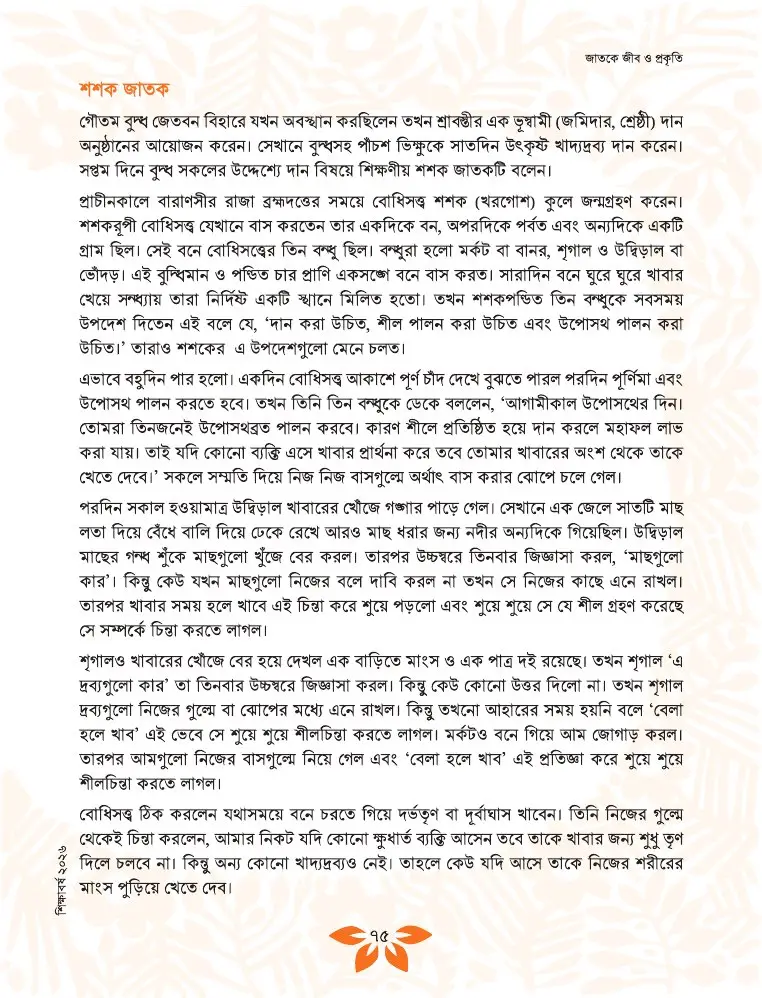 জাতকে জীব ও প্রকৃতি
শশক জাতক
গৌতম বুদ্ধ জেতবন বিহারে যখন অবস্থান করছিলেন তখন শ্রাবস্তীর এক ভূস্বামী (জমিদার, শ্রেষ্ঠী) দান
অনুষ্ঠানের আয়োজন করেন। সেখানে বুদ্ধসহ পাঁচশ ভিক্ষুকে সাতদিন উৎকৃষ্ট খাদ্যদ্রব্য দান করেন।
সপ্তম দিনে বুদ্ধ সকলের উদ্দেশ্যে দান বিষয়ে শিক্ষণীয় শশক জাতকটি বলেন।
প্রাচীনকালে বারাণসীর রাজা ব্রহ্মদত্তের সময়ে বোধিসত্ত্ব শশক (খরগোশ) কুলে জন্মগ্রহণ করেন।
শশকরূপী বোধিসত্ত্ব যেখানে বাস করতেন তার একদিকে বন, অপরদিকে পর্বত এবং অন্যদিকে একটি
গ্রাম ছিল। সেই বনে বোধিসত্ত্বের তিন বন্ধু ছিল। বন্ধুরা হলো মর্কট বা বানর, শৃগাল ও উদ্বিড়াল বা
ভোঁদড়। এই বুদ্ধিমান ও পন্ডিত চার প্রাণি একসঙ্গে বনে বাস করত। সারাদিন বনে ঘুরে ঘুরে খাবার
খেয়ে সন্ধ্যায় তারা নির্দিষ্ট একটি স্থানে মিলিত হতো। তখন শশকপন্ডিত তিন বন্ধুকে সবসময়
উপদেশ দিতেন এই বলে যে, ‘দান করা উচিত, শীল পালন করা উচিত এবং উপোসথ পালন করা
উচিত।’ তারাও শশকের এ উপদেশগুলো মেনে চলত।
এভাবে বহুদিন পার হলো। একদিন বোধিসত্ত্ব আকাশে পূর্ণ চাঁদ দেখে বুঝতে পারল পরদিন পূর্ণিমা এবং
উপোসথ পালন করতে হবে। তখন তিনি তিন বন্ধুকে ডেকে বললেন, ‘আগামীকাল উপোসথের দিন।
তোমরা তিনজনেই উপোসথব্রত পালন করবে। কারণ শীলে প্রতিষ্ঠিত হয়ে দান করলে মহাফল লাভ
করা যায়। তাই যদি কোনো ব্যক্তি এসে খাবার প্রার্থনা করে তবে তোমার খাবারের অংশ থেকে তাকে
খেতে দেবে।’ সকলে সম্মতি দিয়ে নিজ নিজ বাসগুল্মে অর্থাৎ বাস করার ঝোপে চলে গেল।
পরদিন সকাল হওয়ামাত্র উদ্বিড়াল খাবারের খোঁজে গঙ্গার পাড়ে গেল। সেখানে এক জেলে সাতটি মাছ
লতা দিয়ে বেঁধে বালি দিয়ে ঢেকে রেখে আরও মাছ ধরার জন্য নদীর অন্যদিকে গিয়েছিল। উদ্বিড়াল
মাছের গন্ধ শুঁকে মাছগুলো খুঁজে বের করল। তারপর উচ্চস্বরে তিনবার জিজ্ঞাসা করল, ‘মাছগুলো
কার’। কিন্তু কেউ যখন মাছগুলো নিজের বলে দাবি করল না তখন সে নিজের কাছে এনে রাখল।
তারপর খাবার সময় হলে খাবে এই চিন্তা করে শুয়ে পড়লো এবং শুয়ে শুয়ে সে যে শীল গ্রহণ করেছে
সে সম্পর্কে চিন্তা করতে লাগল।
শৃগালও খাবারের খোঁজে বের হয়ে দেখল এক বাড়িতে মাংস ও এক পাত্র দই রয়েছে। তখন শৃগাল ‘এ
দ্রব্যগুলো কার’ তা তিনবার উচ্চস্বরে জিজ্ঞাসা করল। কিন্তু কেউ কোনো উত্তর দিলো না। তখন শৃগাল
দ্রব্যগুলো নিজের গুল্মে বা ঝোপের মধ্যে এনে রাখল। কিন্তু তখনো আহারের সময় হয়নি বলে ‘বেলা
হলে খাব’ এই ভেবে সে শুয়ে শুয়ে শীলচিন্তা করতে লাগল। মর্কটও বনে গিয়ে আম জোগাড় করল।
তারপর আমগুলো নিজের বাসগুল্মে নিয়ে গেল এবং ‘বেলা হলে খাব’ এই প্রতিজ্ঞা করে শুয়ে শুয়ে
শীলচিন্তা করতে লাগল।
বোধিসত্ত্ব ঠিক করলেন যথাসময়ে বনে চরতে গিয়ে দর্ভতৃণ বা দূর্বাঘাস খাবেন। তিনি নিজের গুল্মে
থেকেই চিন্তা করলেন, আমার নিকট যদি কোনো ক্ষুধার্ত ব্যক্তি আসেন তবে তাকে খাবার জন্য শুধু তৃণ
দিলে চলবে না। কিন্তু অন্য কোনো খাদ্যদ্রব্যও নেই। তাহলে কেউ যদি আসে তাকে নিজের শরীরের
মাংস পুড়িয়ে খেতে দেব।
শিক্ষাবর্ষ ২০২৬
৭৫